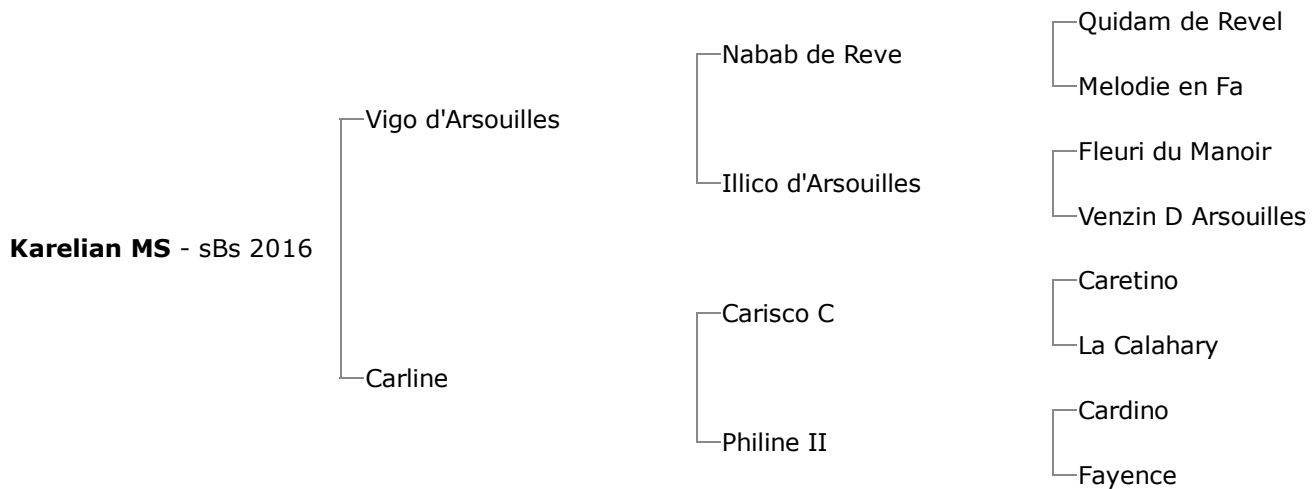 Quidam de Revel
Nabab de Reve
Melodie en Fa
Vigo d'Arsouilles
Fleuri du Manoir
Illico d'Arsouilles
Venzin D Arsouilles
Karelian MS - sBs 2016
Caretino
Carisco C
La Calahary
Carline
Cardino
Philine II
Fayence